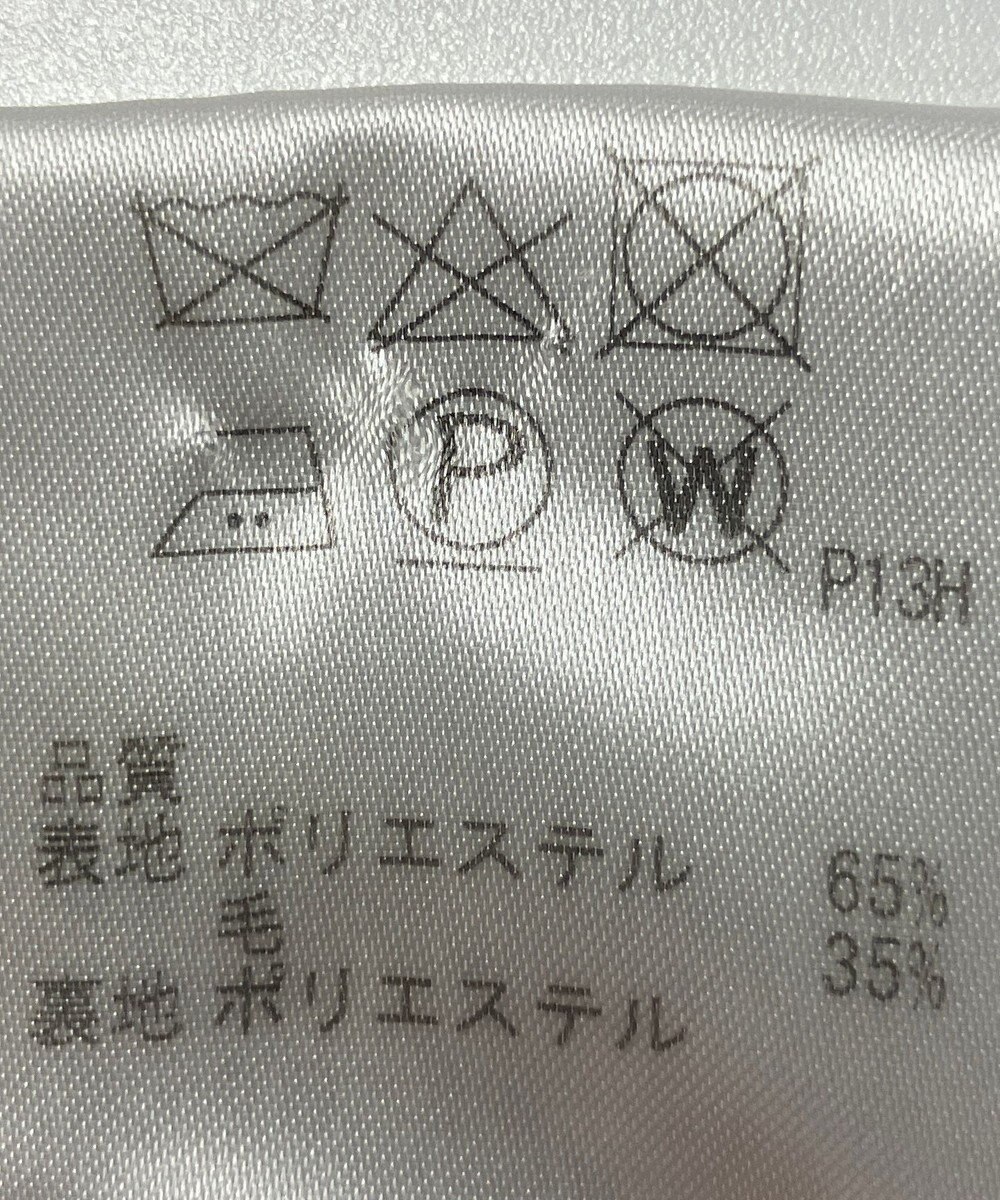 P
W
P13H
品質
表地 ポリエステル 65%
毛 35%
裏地 ポリエステル